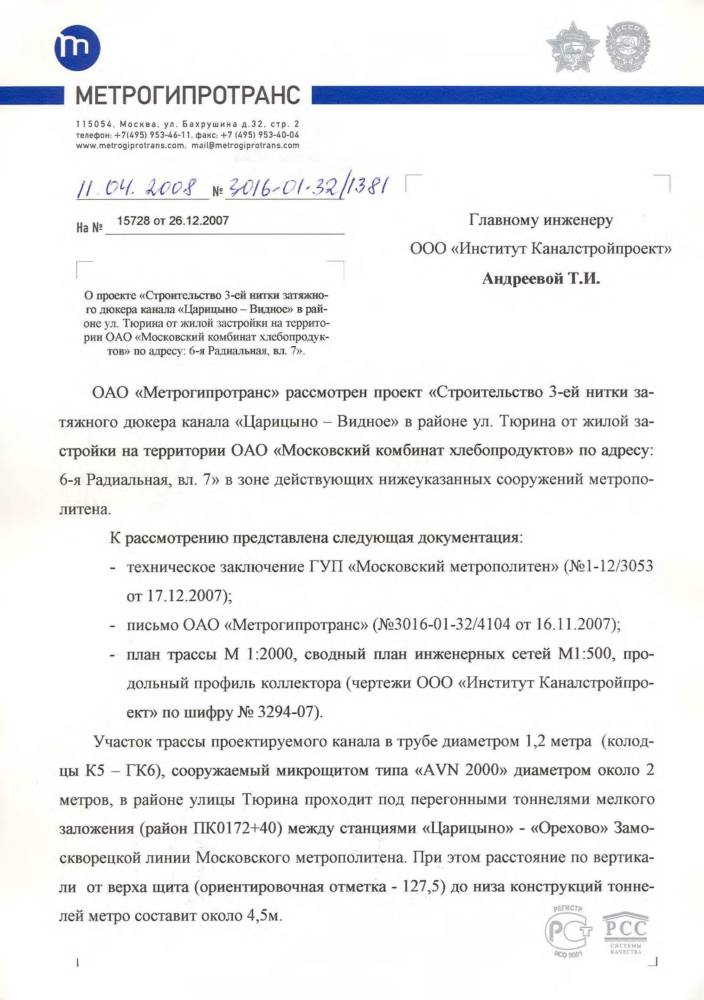 m
СССР
МЕТРОГИПРОТРАНС
115054, Москва, ул. Бахрушина д.32, стр. 2
телефон: +7(495) 953-46-11, факс: +7 (495) 953-40-04
www.metrogiprotrans.com, mail@metrogiprotrans.com
11.04.2008 № 3016-01-32/1381
На № 15728 от 26.12.2007
Главному инженеру
ООО «Институт Каналстройпроект»
Андреевой Т.И.
О проекте «Строительство 3-ей нитки затяжно-
го дюкера канала «Царицыно – Видное» в рай-
оне ул. Тюрина от жилой застройки на террито-
рии ОАО «Московский комбинат хлебопродук-
тов» по адресу: 6-я Радиальная, вл. 7».
ОАО «Метрогипротранс» рассмотрен проект «Строительство 3-ей нитки за-
тяжного дюкера канала «Царицыно – Видное» в районе ул. Тюрина от жилой за-
стройки на территории ОАО «Московский комбинат хлебопродуктов» по адресу:
6-я Радиальная, вл. 7» в зоне действующих нижеуказанных сооружений метропо-
литена.
К рассмотрению представлена следующая документация:
- техническое заключение ГУП «Московский метрополитен» (№1-12/3053
от 17.12.2007);
- письмо ОАО «Метрогипротранс» (№3016-01-32/4104 от 16.11.2007);
- план трассы М 1:2000, сводный план инженерных сетей М1:500, про-
дольный профиль коллектора (чертежи ООО «Институт Каналстройпро-
ект» по шифру № 3294-07).
Участок трассы проектируемого канала в трубе диаметром 1,2 метра (колод-
цы К5 – ГК6), сооружаемый микрощитом типа «AVN 2000» диаметром около 2
метров, в районе улицы Тюрина проходит под перегонными тоннелями мелкого
заложения (район ПК0172+40) между станциями «Царицыно» - «Орехово» Замо-
скворецкой линии Московского метрополитена. При этом расстояние по вертика-
ли от верха щита (ориентировочная отметка - 127,5) до низа конструкций тонне-
лей метро составит около 4,5м.
РЕГИСТР
РСт
ИСО 9001
РСС
СИСТЕМЫ
КАЧЕСТВА